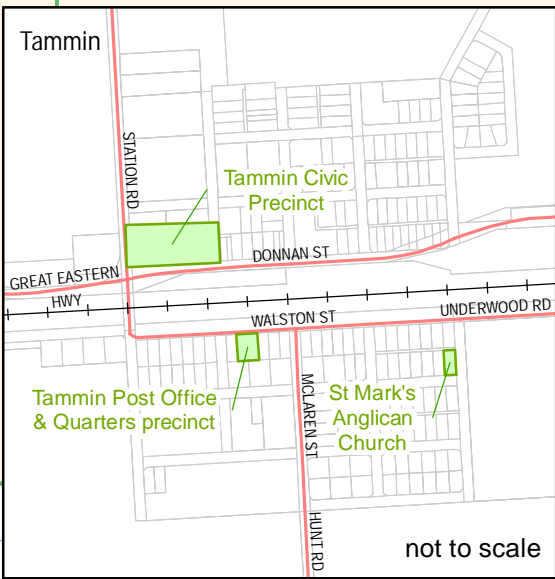 Tammin
STATION RD
Tammin Civic
Precinct
DONNAN ST
GREAT EASTERN
HWY
UNDERWOOD RD
WALSTON ST
Tammin Post Office
& Quarters precinct
MCLAREN ST
St Mark's
Anglican
Church
HUNT RD
not to scale